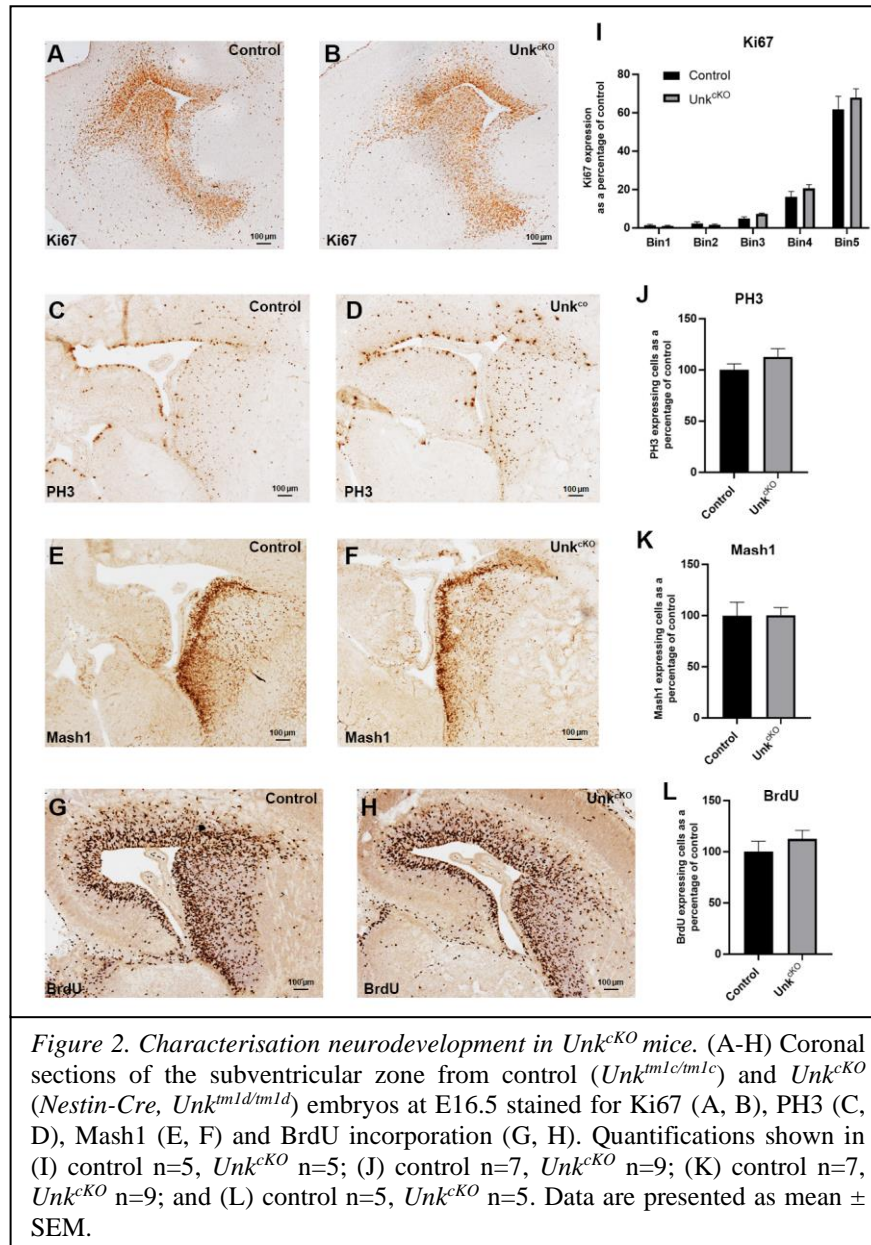 A
Control
Ki67
100 µm
B
Unk^cKO
Ki67
100 µm
I
Ki67
Control
Unk^cKO
Ki67 expression
as a percentage of control
80
60
40
20
0
Bin1 Bin2 Bin3 Bin4 Bin5
C
Control
PH3
100 µm
D
Unk^co
PH3
100 µm
J
PH3
PH3 expressing cells as a
percentage of control
150
100
50
0
Control
Unk^cKO
E
Control
Mash1
100 µm
F
Unk^cKO
Mash1
100 µm
K
Mash1
Mash1 expressing cells as a
percentage of control
150
100
50
0
Control
Unk^cKO
G
Control
BrdU
100 µm
H
Unk^cKO
BrdU
100 µm
L
BrdU
BrdU expressing cells as a
percentage of control
150
100
50
0
Control
Unk^cKO
Figure 2. Characterisation neurodevelopment in Unk^cKO mice. (A-H) Coronal
sections of the subventricular zone from control (Unk^tm1c/tm1c) and Unk^cKO
(Nestin-Cre, Unk^tm1d/tm1d) embryos at E16.5 stained for Ki67 (A, B), PH3 (C,
D), Mash1 (E, F) and BrdU incorporation (G, H). Quantifications shown in
(I) control n=5, Unk^cKO n=5; (J) control n=7, Unk^cKO n=9; (K) control n=7,
Unk^cKO n=9; and (L) control n=5, Unk^cKO n=5. Data are presented as mean ±
SEM.